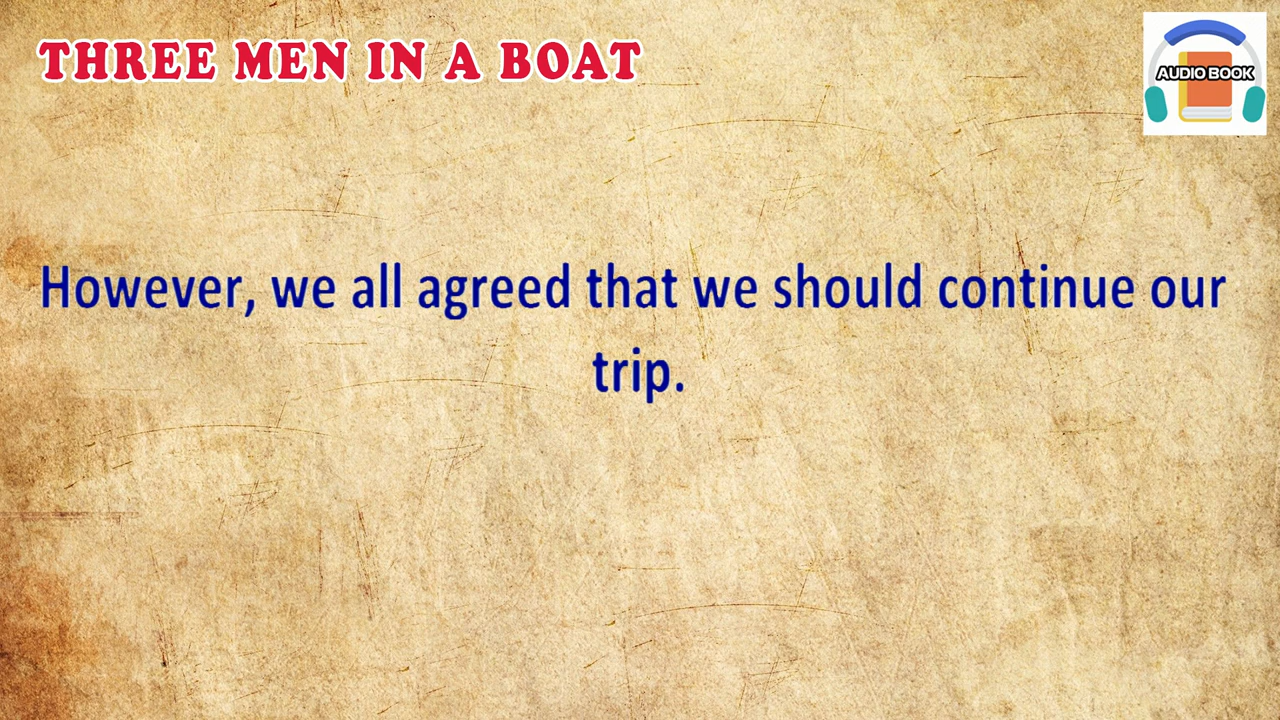 THREE MEN IN A BOAT
AUDIO BOOK
However, we all agreed that we should continue our
trip.